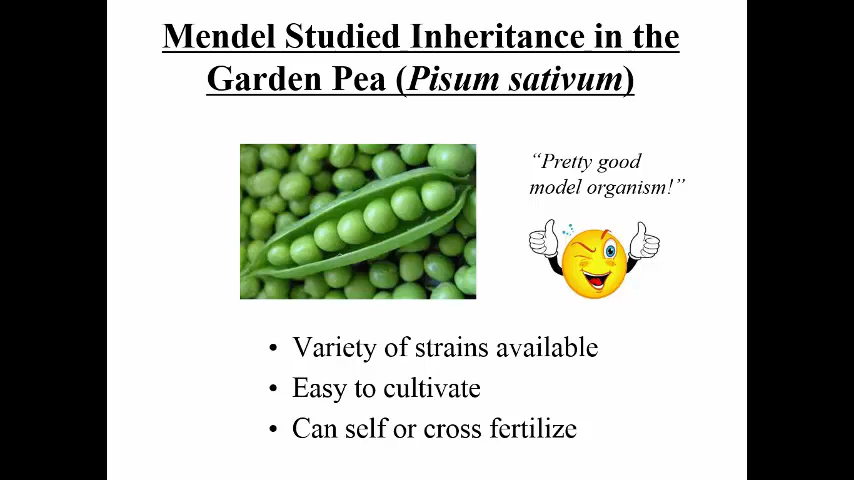 Mendel Studied Inheritance in the
Garden Pea (Pisum sativum)
“Pretty good
model organism!”
• Variety of strains available
• Easy to cultivate
• Can self or cross fertilize